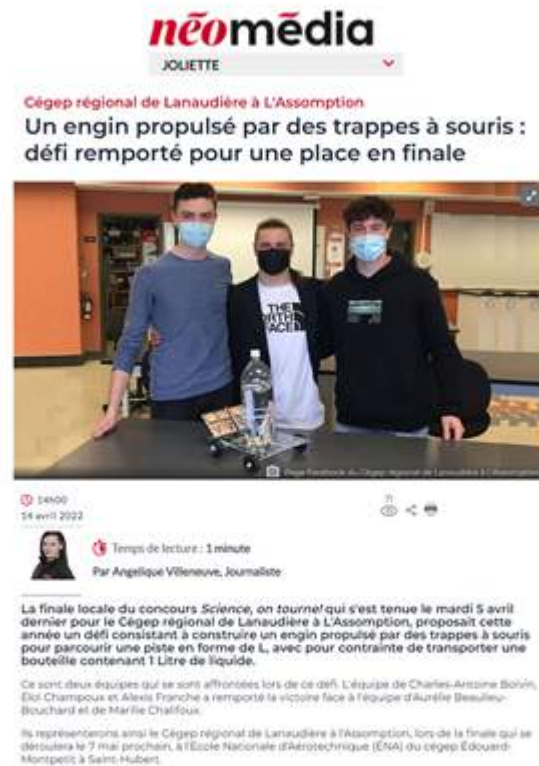 néomédia
JOLIETTE
Cégep régional de Lanaudière à L'Assomption
Un engin propulsé par des trappes à souris :
défi remporté pour une place en finale
THE
NORTH
FACE
Page Facebook du Cégep régional de Lanaudière à L'Assomption
14h00
14 avril 2022
71
Temps de lecture : 1 minute
Par Angelique Villeneuve, Journaliste
La finale locale du concours Science, on tourne! qui s'est tenue le mardi 5 avril
dernier pour le Cégep régional de Lanaudière à L'Assomption, proposait cette
année un défi consistant à construire un engin propulsé par des trappes à souris
pour parcourir une piste en forme de L, avec pour contrainte de transporter une
bouteille contenant 1 Litre de liquide.
Ce sont deux équipes qui se sont affrontées lors de ce défi. L'équipe de Charles-Antoine Boivin,
Éloi Champoux et Alexis Franche a remporté la victoire face à l'équipe d'Aurélie Beaulieu-
Bouchard et de Marilie Chalifoux.
Ils représenterons ainsi le Cégep régional de Lanaudière à l'Assomption, lors de la finale qui se
déroulera le 7 mai prochain, à l'École Nationale d'Aérotechnique (ÉNA) du cégep Édouard-
Montpetit à Saint-Hubert.